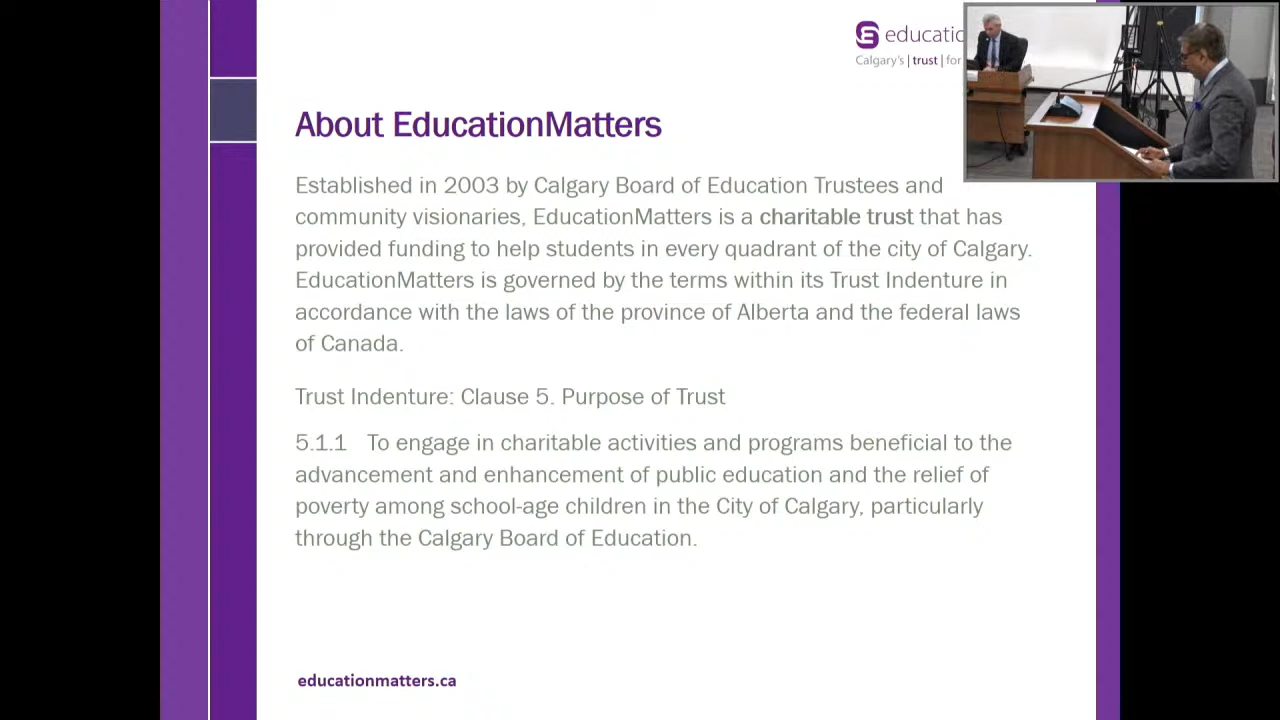 Calgary's | trust | for
About EducationMatters
Established in 2003 by Calgary Board of Education Trustees and
community visionaries, EducationMatters is a charitable trust that has
provided funding to help students in every quadrant of the city of Calgary.
EducationMatters is governed by the terms within its Trust Indenture in
accordance with the laws of the province of Alberta and the federal laws
of Canada.
Trust Indenture: Clause 5. Purpose of Trust
5.1.1 To engage in charitable activities and programs beneficial to the
advancement and enhancement of public education and the relief of
poverty among school-age children in the City of Calgary, particularly
through the Calgary Board of Education.
educationmatters.ca